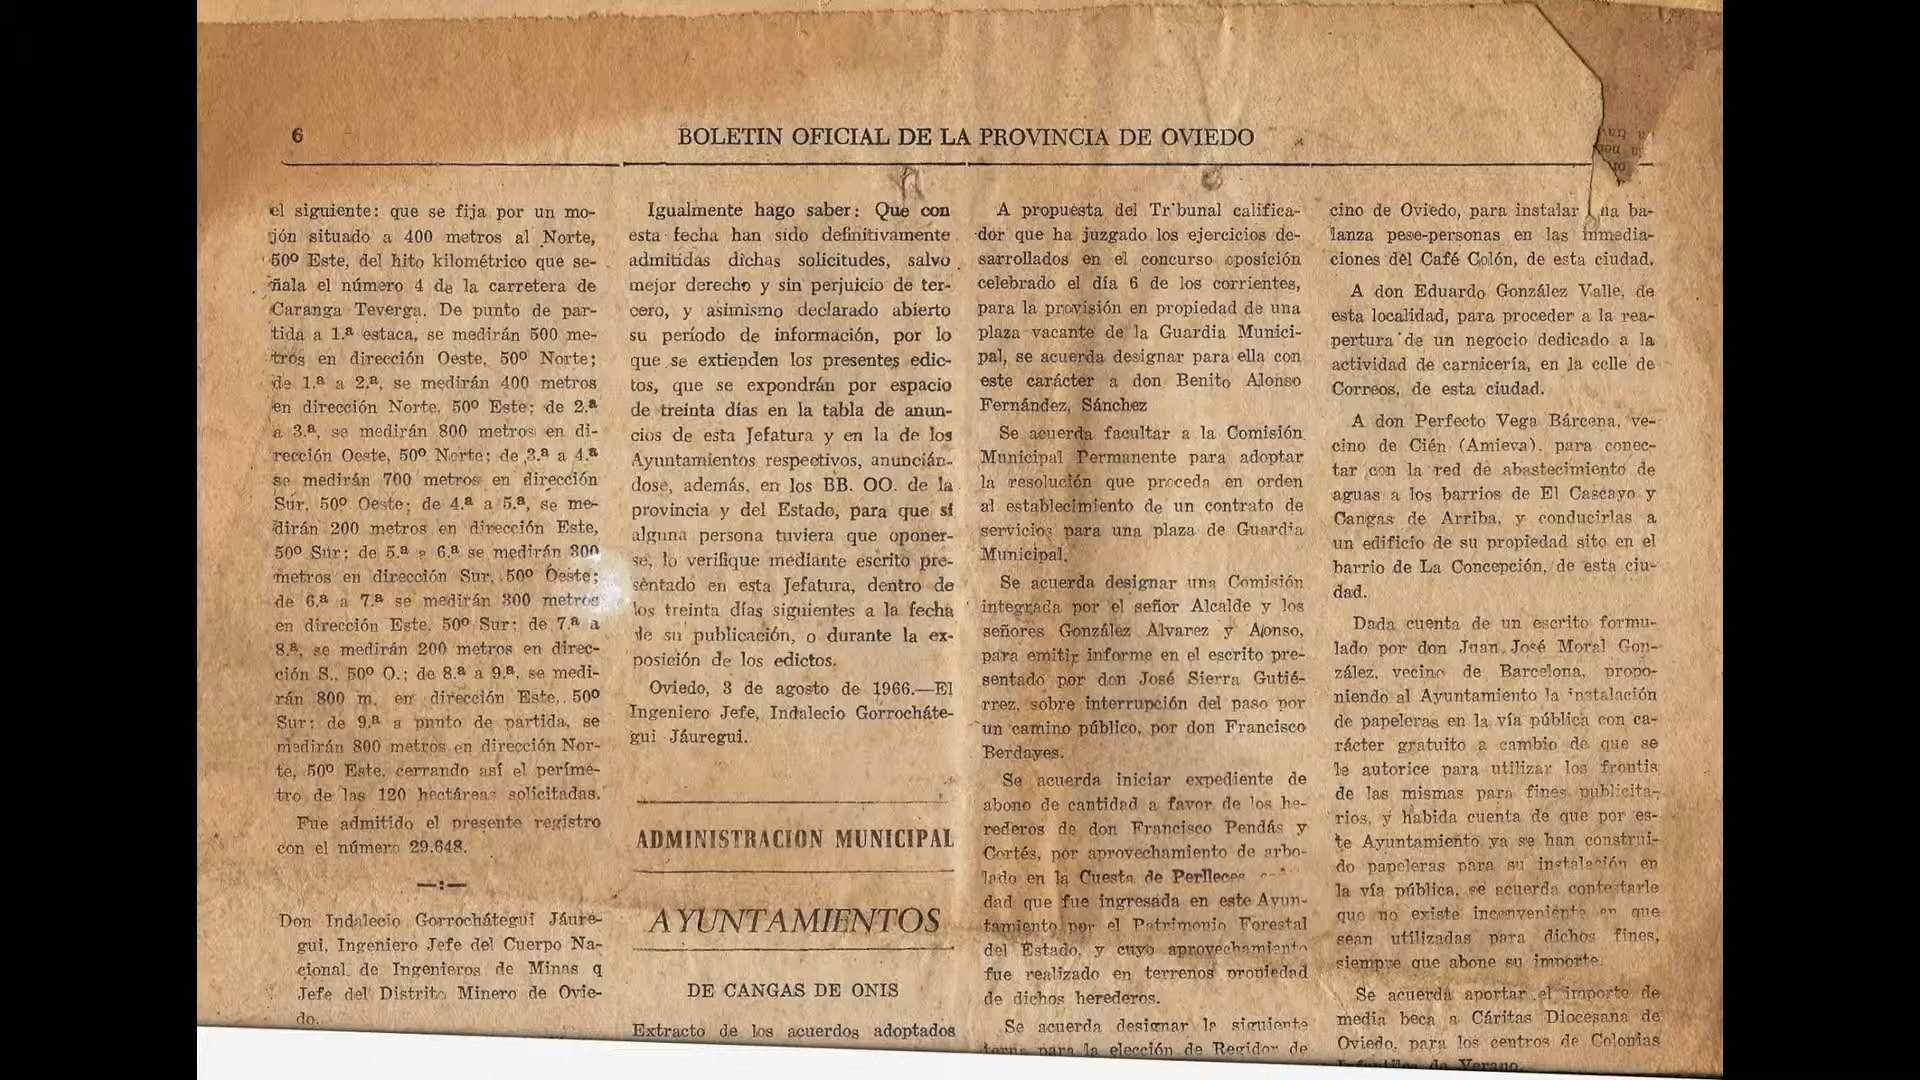 6
BOLETIN OFICIAL DE LA PROVINCIA DE OVIEDO
el siguiente: que se fija por un mo-
jón situado a 400 metros al Norte,
50º Este, del hito kilométrico que se-
ñala el número 4 de la carretera de
Caranga Teverga. De punto de par-
tida a 1.ª estaca, se medirán 500 me-
tros en dirección Oeste, 50º Norte;
de 1.ª a 2.ª, se medirán 400 metros
en dirección Norte, 50º Este; de 2.ª
a 3.ª, se medirán 800 metros en di-
rección Oeste, 50º Norte; de 3.ª a 4.ª
se medirán 700 metros en dirección
Sur, 50º Oeste; de 4.ª a 5.ª, se me-
dirán 200 metros en dirección Este,
50º Sur; de 5.ª a 6.ª se medirán 300
metros en dirección Sur, 50º Oeste;
de 6.ª a 7.ª se medirán 300 metros
en dirección Este, 50º Sur; de 7.ª a
8.ª, se medirán 200 metros en direc-
ción S., 50º O.; de 8.ª a 9.ª, se medi-
rán 800 m. en dirección Este, 50º
Sur; de 9.ª a punto de partida, se
medirán 800 metros en dirección Nor-
te, 50º Este, cerrando así el períme-
tro de las 120 hectáreas solicitadas.
Fue admitido el presente registro
con el número 29.648.
Don Indalecio Gorrochátegui Jáure-
gui, Ingeniero Jefe del Cuerpo Na-
cional de Ingenieros de Minas q
Jefe del Distrito Minero de Ovie-
do.
Igualmente hago saber: Que con
esta fecha han sido definitivamente
admitidas dichas solicitudes, salvo
mejor derecho y sin perjuicio de ter-
cero, y asimismo declarado abierto
su período de información, por lo
que se extienden los presentes edic-
tos, que se expondrán por espacio
de treinta días en la tabla de anun-
cios de esta Jefatura y en la de los
Ayuntamientos respectivos, anuncián-
dose, además, en los BB. OO. de la
provincia y del Estado, para que si
alguna persona tuviera que oponer-
se, lo verifique mediante escrito pre-
sentado en esta Jefatura, dentro de
los treinta días siguientes a la fecha
de su publicación, o durante la ex-
posición de los edictos.
Oviedo, 3 de agosto de 1966.—El
Ingeniero Jefe, Indalecio Gorrocháte-
gui Jáuregui.
ADMINISTRACION MUNICIPAL
AYUNTAMIENTOS
DE CANGAS DE ONIS
Extracto de los acuerdos adoptados
A propuesta del Tribunal califica-
dor que ha juzgado los ejercicios de-
sarrollados en el concurso oposición
celebrado el día 6 de los corrientes,
para la provisión en propiedad de una
plaza vacante de la Guardia Munici-
pal, se acuerda designar para ella con
este carácter a don Benito Alonso
Fernández, Sánchez
Se acuerda facultar a la Comisión
Municipal Permanente para adoptar
la resolución que proceda en orden
al establecimiento de un contrato de
servicios para una plaza de Guardia
Municipal.
Se acuerda designar una Comisión
integrada por el señor Alcalde y los
señores González Alvarez y Alonso,
para emitir informe en el escrito pre-
sentado por don José Sierra Gutié-
rrez, sobre interrupción del paso por
un camino público, por don Francisco
Berdayes.
Se acuerda iniciar expediente de
abono de cantidad a favor de los he-
rederos de don Francisco Pendás y
Cortés, por aprovechamiento de arbo-
lado en la Cuesta de Perlleces
dad que fue ingresada en este Ayun-
tamiento por el Patrimonio Forestal
del Estado, y cuyo aprovechamiento
fue realizado en terrenos propiedad
de dichos herederos.
Se acuerda designar la siguiente
terna para la elección de Regidor de
cino de Oviedo, para instalar na ba-
lanza pese-personas en las inmedia-
ciones del Café Colón, de esta ciudad.
A don Eduardo González Valle, de
esta localidad, para proceder a la rea-
pertura de un negocio dedicado a la
actividad de carnicería, en la celle de
Correos, de esta ciudad.
A don Perfecto Vega Bárcena, ve-
cino de Cién (Amieva), para conec-
tar con la red de abastecimiento de
aguas a los barrios de El Cascayo y
Cangas de Arriba, y conducirlas a
un edificio de su propiedad sito en el
barrio de La Concepción, de esta ciu-
dad.
Dada cuenta de un escrito formu-
lado por don Juan José Moral Gon-
zález, vecino de Barcelona, propo-
niendo al Ayuntamiento la instalación
de papeleras en la vía pública con ca-
rácter gratuito a cambio de que se
le autorice para utilizar los frontis
de las mismas para fines publicita-
rios, y habida cuenta de que por es-
te Ayuntamiento ya se han construi-
do papeleras para su instalación en
la vía pública, se acuerda contestarle
que no existe inconveniente en que
sean utilizadas para dichos fines,
siempre que abone su importe.
Se acuerda aportar el importe de
media beca a Cáritas Diocesana de
Oviedo, para los centros de Colonias
Infantiles de Verano.